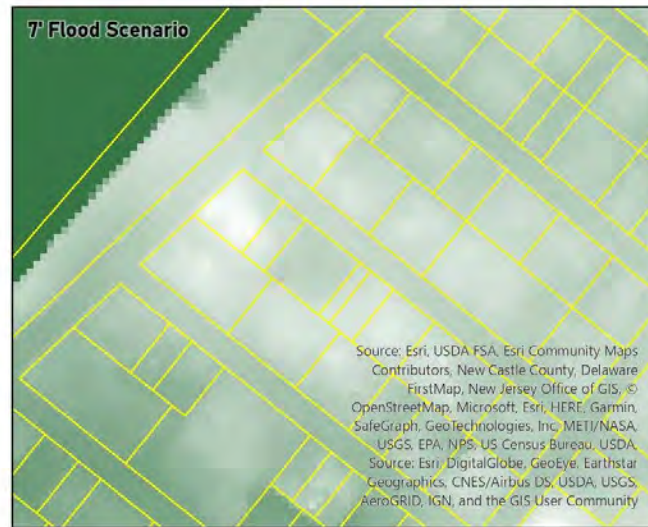 7' Flood Scenario
Source: Esri, USDA FSA, Esri Community Maps
Contributors, New Castle County, Delaware
FirstMap, New Jersey Office of GIS, ©
OpenStreetMap, Microsoft, Esri, HERE, Garmin,
SafeGraph, GeoTechnologies, Inc, METI/NASA,
USGS, EPA, NPS, US Census Bureau, USDA,
Source: Esri, DigitalGlobe, GeoEye, Earthstar
Geographics, CNES/Airbus DS, USDA, USGS,
AeroGRID, IGN, and the GIS User Community